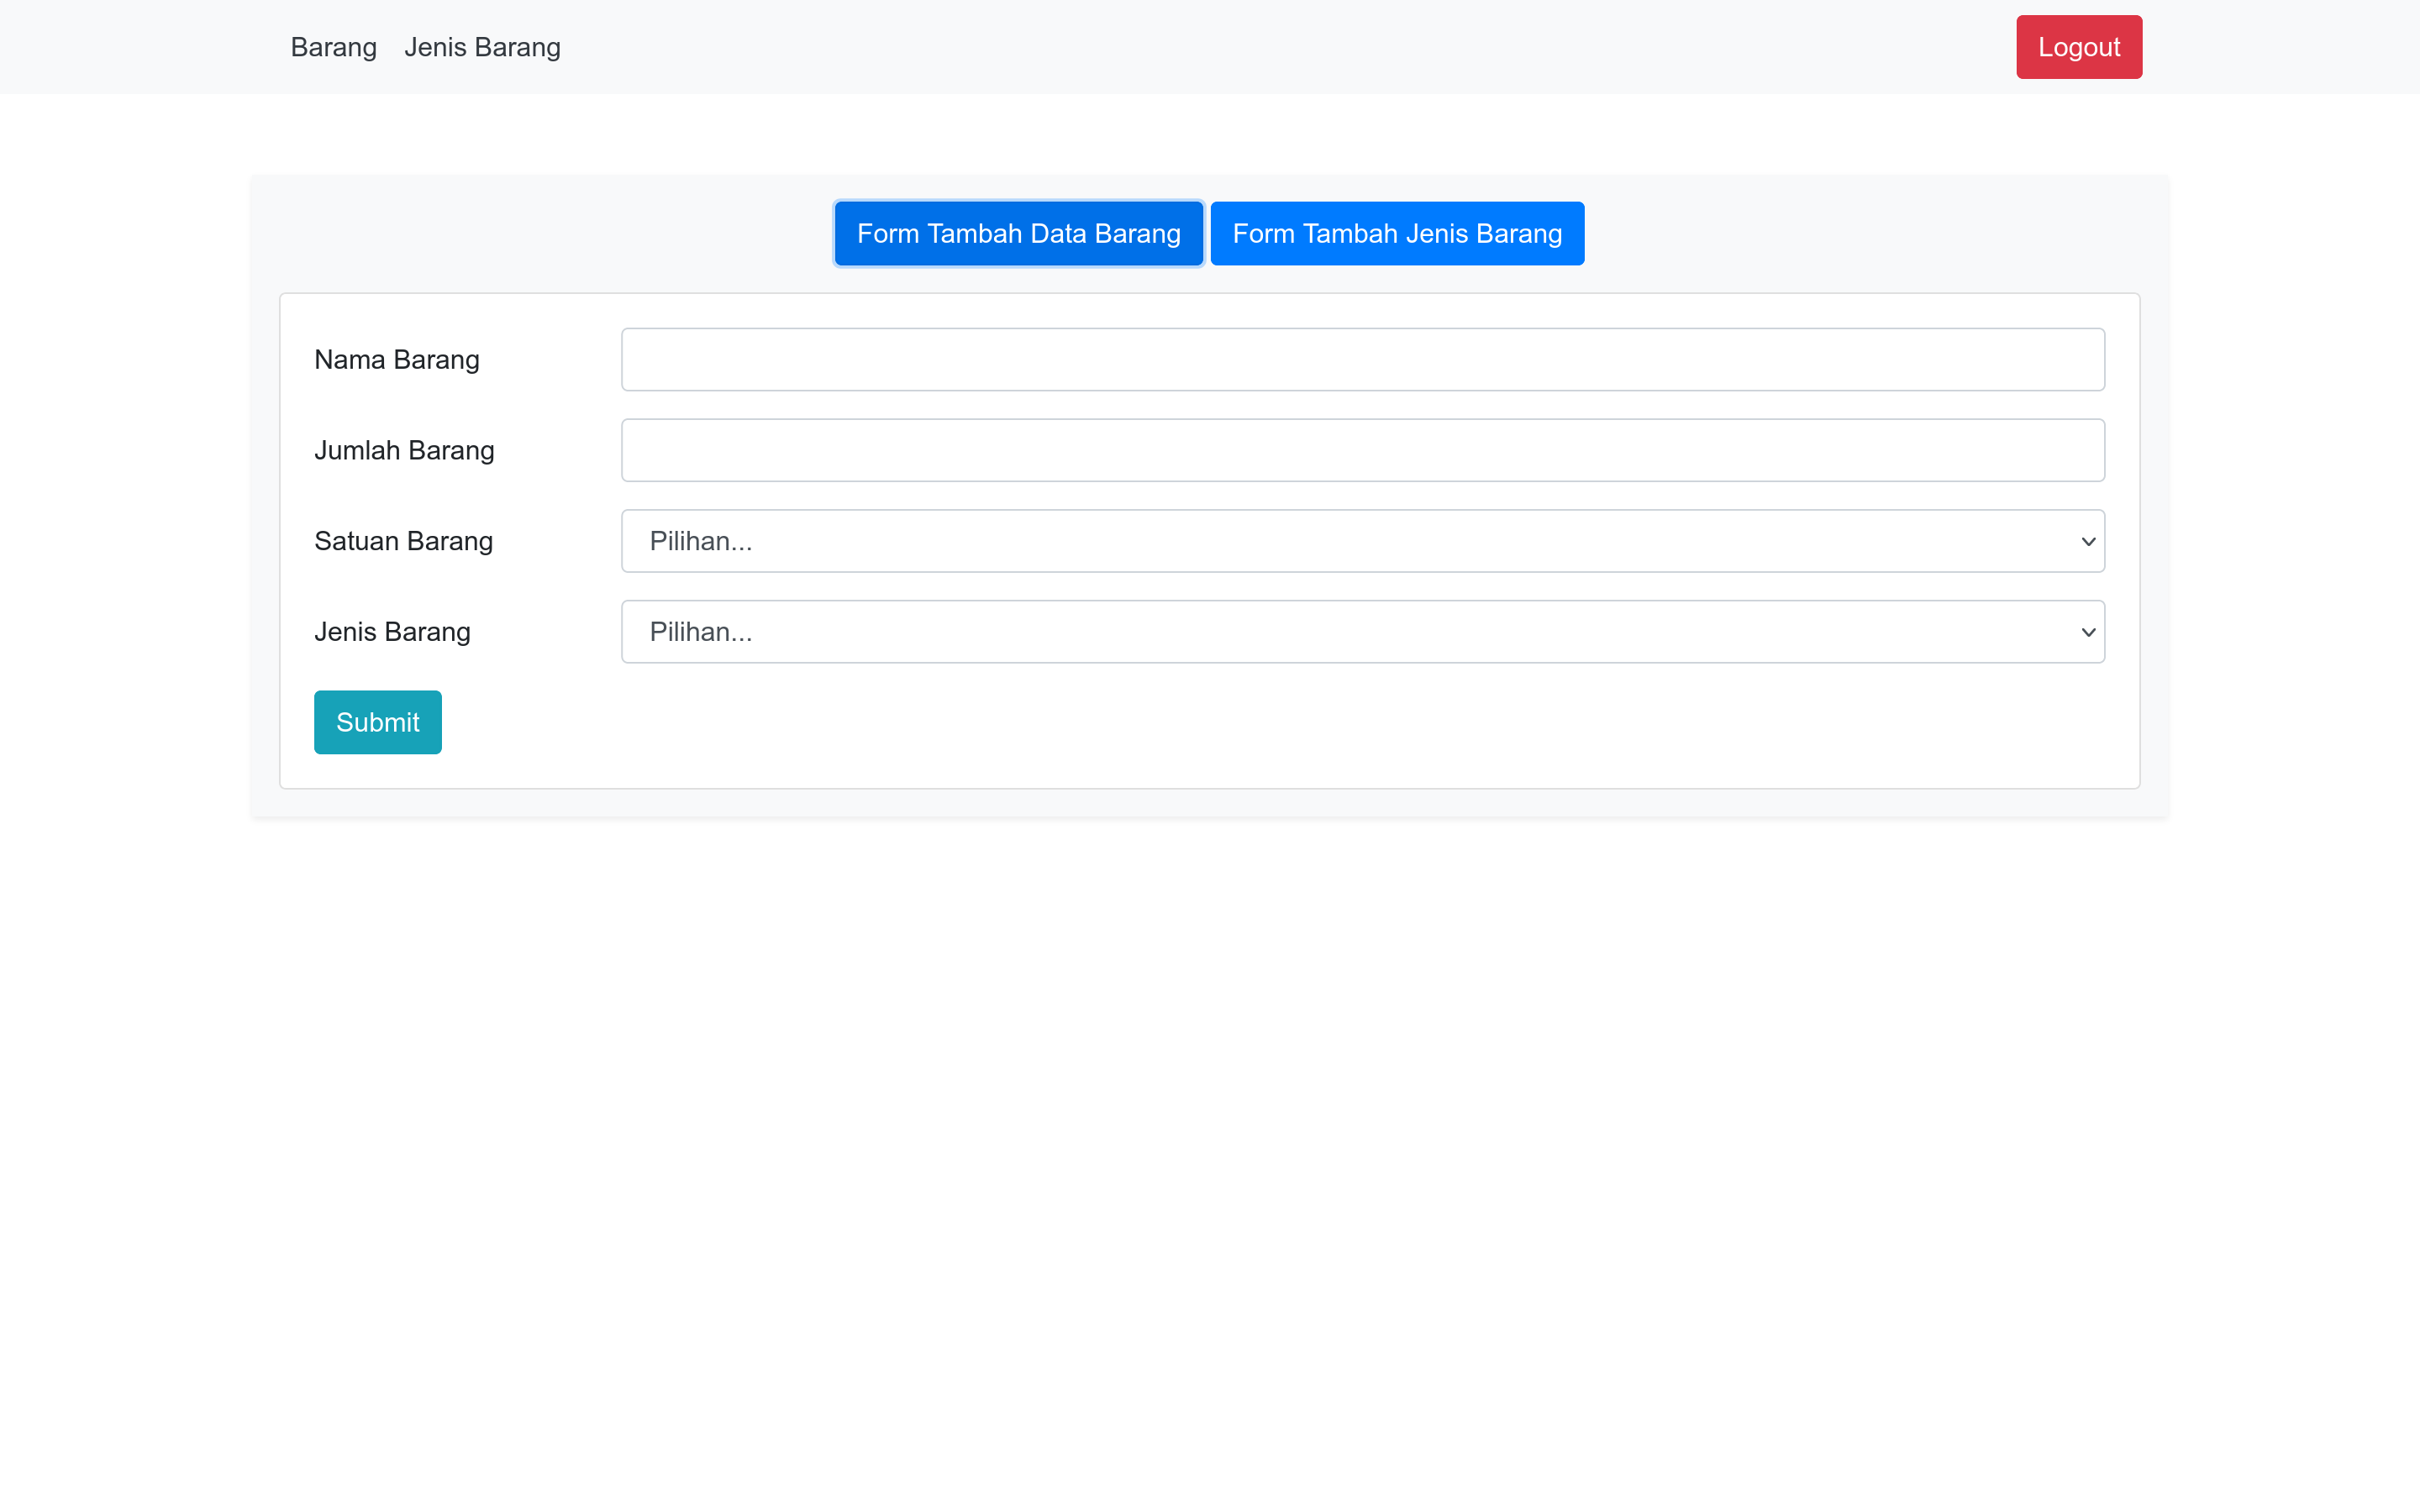 Barang Jenis Barang Logout
Form Tambah Data Barang Form Tambah Jenis Barang
Nama Barang
Jumlah Barang
Satuan Barang Pilihan...
Jenis Barang Pilihan...
Submit